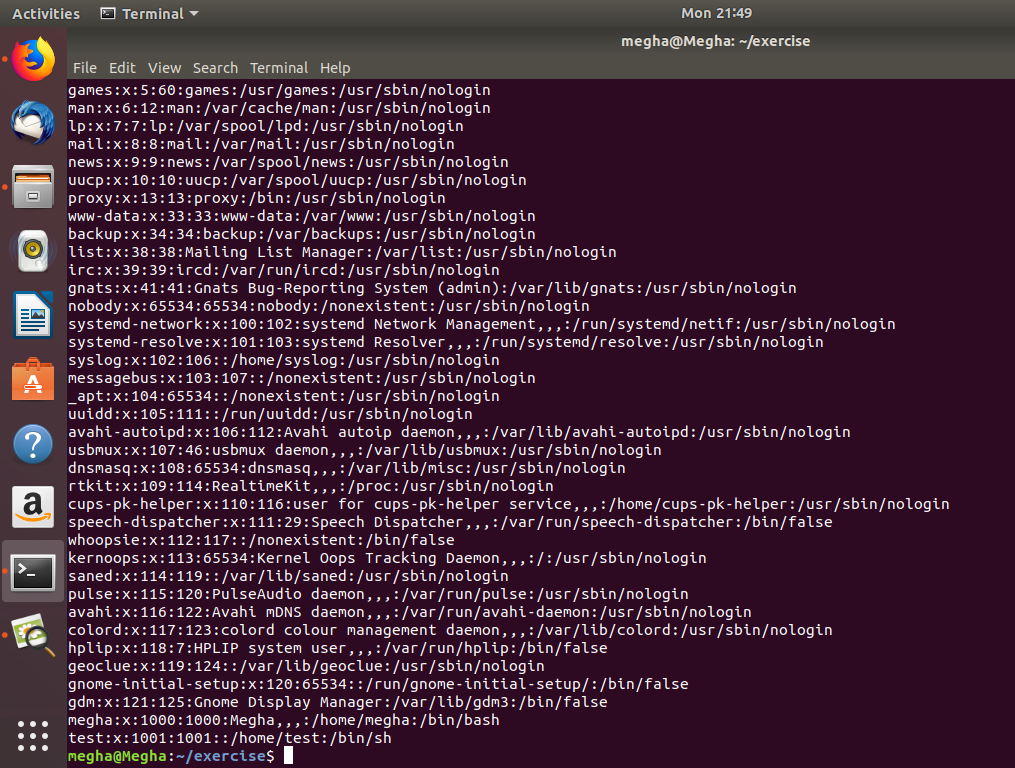 Activities Terminal Mon 21:49
megha@Megha: ~/exercise
File Edit View Search Terminal Help
games:x:5:60:games:/usr/games:/usr/sbin/nologin
man:x:6:12:man:/var/cache/man:/usr/sbin/nologin
lp:x:7:7:lp:/var/spool/lpd:/usr/sbin/nologin
mail:x:8:8:mail:/var/mail:/usr/sbin/nologin
news:x:9:9:news:/var/spool/news:/usr/sbin/nologin
uucp:x:10:10:uucp:/var/spool/uucp:/usr/sbin/nologin
proxy:x:13:13:proxy:/bin:/usr/sbin/nologin
www-data:x:33:33:www-data:/var/www:/usr/sbin/nologin
backup:x:34:34:backup:/var/backups:/usr/sbin/nologin
list:x:38:38:Mailing List Manager:/var/list:/usr/sbin/nologin
irc:x:39:39:ircd:/var/run/ircd:/usr/sbin/nologin
gnats:x:41:41:Gnats Bug-Reporting System (admin):/var/lib/gnats:/usr/sbin/nologin
nobody:x:65534:65534:nobody:/nonexistent:/usr/sbin/nologin
systemd-network:x:100:102:systemd Network Management,,,:/run/systemd/netif:/usr/sbin/nologin
systemd-resolve:x:101:103:systemd Resolver,,,:/run/systemd/resolve:/usr/sbin/nologin
syslog:x:102:106::/home/syslog:/usr/sbin/nologin
messagebus:x:103:107::/nonexistent:/usr/sbin/nologin
_apt:x:104:65534::/nonexistent:/usr/sbin/nologin
uuidd:x:105:111::/run/uuidd:/usr/sbin/nologin
avahi-autoipd:x:106:112:Avahi autoip daemon,,,:/var/lib/avahi-autoipd:/usr/sbin/nologin
usbmux:x:107:46:usbmux daemon,,,:/var/lib/usbmux:/usr/sbin/nologin
dnsmasq:x:108:65534:dnsmasq,,,:/var/lib/misc:/usr/sbin/nologin
rtkit:x:109:114:RealtimeKit,,,:/proc:/usr/sbin/nologin
cups-pk-helper:x:110:116:user for cups-pk-helper service,,,:/home/cups-pk-helper:/usr/sbin/nologin
speech-dispatcher:x:111:29:Speech Dispatcher,,,:/var/run/speech-dispatcher:/bin/false
whoopsie:x:112:117::/nonexistent:/bin/false
kernoops:x:113:65534:Kernel Oops Tracking Daemon,,,:/:/usr/sbin/nologin
saned:x:114:119::/var/lib/saned:/usr/sbin/nologin
pulse:x:115:120:PulseAudio daemon,,,:/var/run/pulse:/usr/sbin/nologin
avahi:x:116:122:Avahi mDNS daemon,,,:/var/run/avahi-daemon:/usr/sbin/nologin
colord:x:117:123:colord colour management daemon,,,:/var/lib/colord:/usr/sbin/nologin
hplip:x:118:7:HPLIP system user,,,:/var/run/hplip:/bin/false
geoclue:x:119:124::/var/lib/geoclue:/usr/sbin/nologin
gnome-initial-setup:x:120:65534::/run/gnome-initial-setup/:/bin/false
gdm:x:121:125:Gnome Display Manager:/var/lib/gdm3:/bin/false
megha:x:1000:1000:Megha,,,:/home/megha:/bin/bash
test:x:1001:1001::/home/test:/bin/sh
megha@Megha:~/exercise$